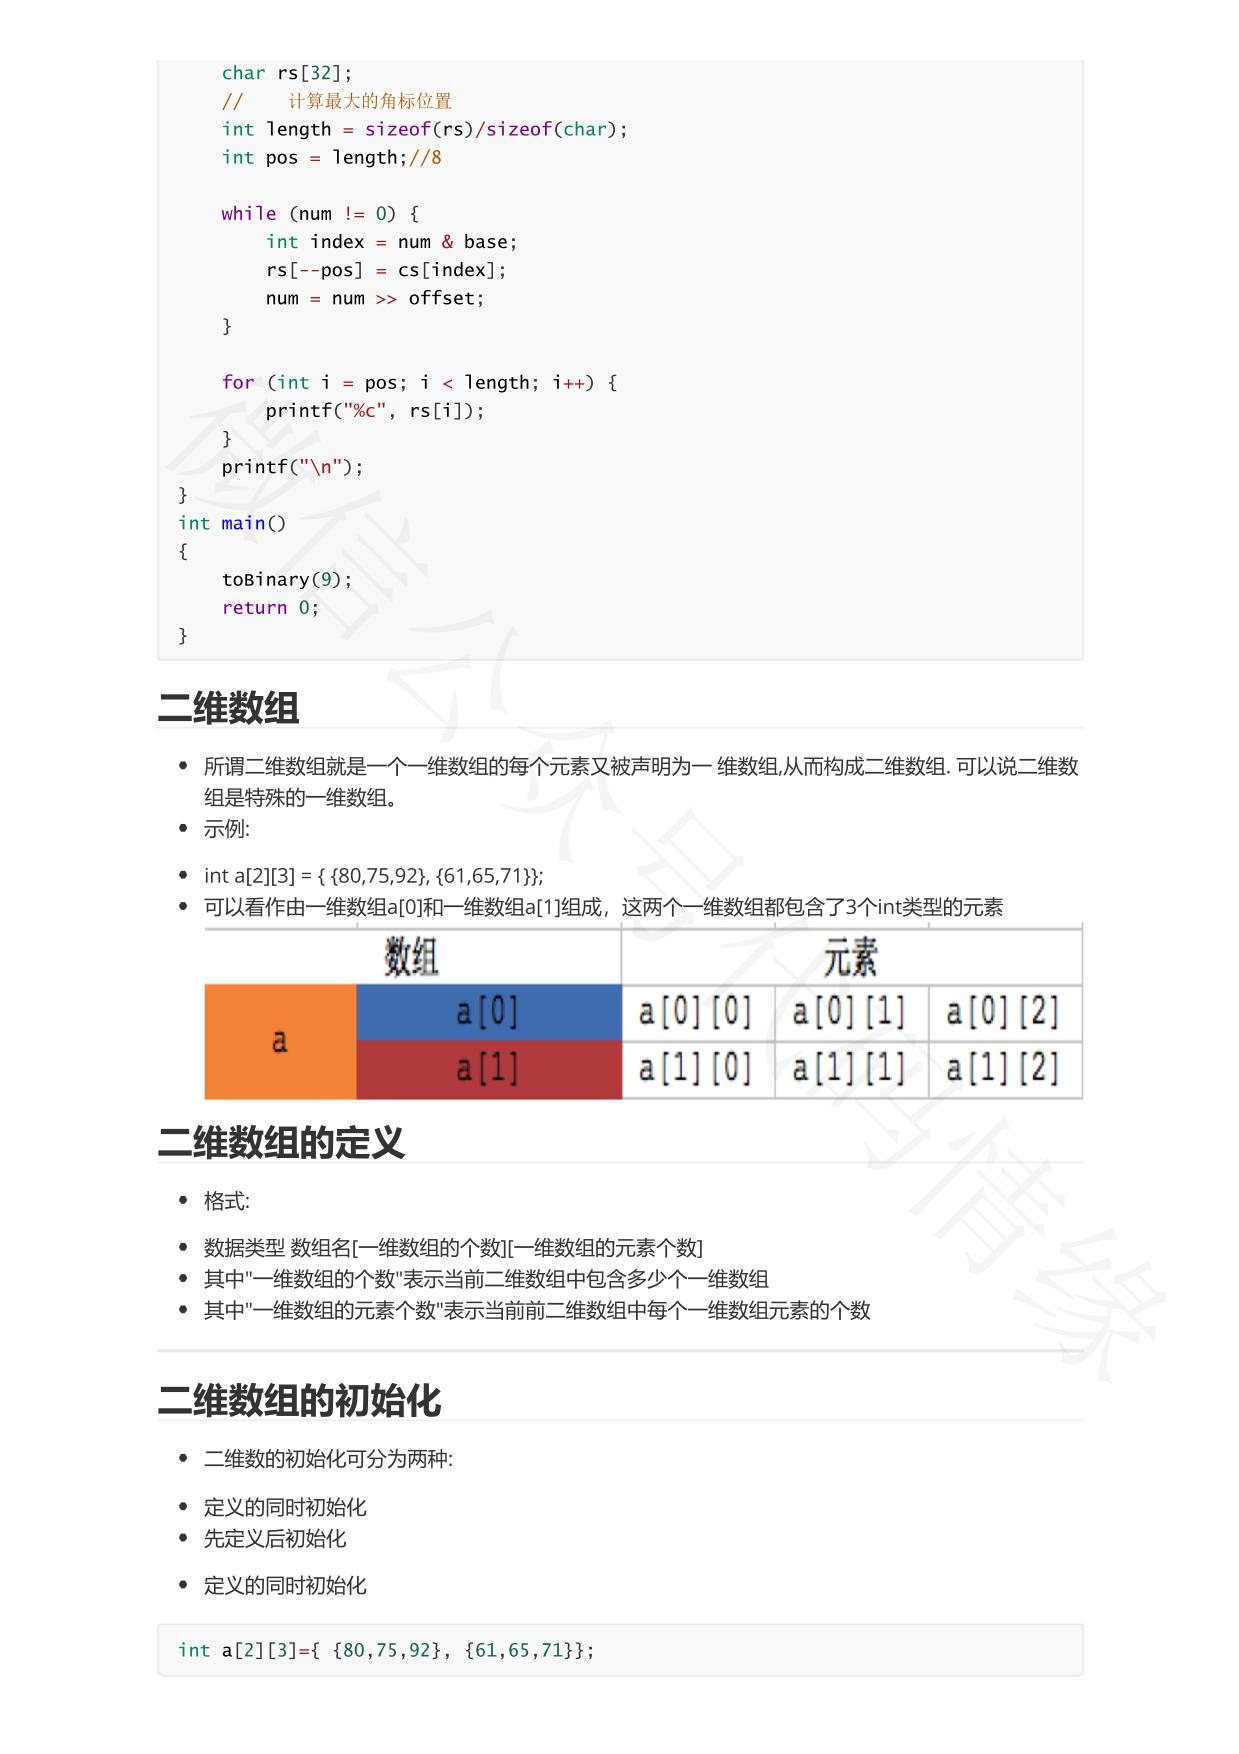 char rs[32];
//    计算最大的角标位置
int length = sizeof(rs)/sizeof(char);
int pos = length;//8
while (num != 0) {
int index = num & base;
rs[--pos] = cs[index];
num = num >> offset;
}
for (int i = pos; i < length; i++) {
printf("%c", rs[i]);
}
printf("\n");
}
int main()
{
toBinary(9);
return 0;
}
二维数组
所谓二维数组就是一个一维数组的每个元素又被声明为一 维数组,从而构成二维数组. 可以说二维数
组是特殊的一维数组。
示例:
int a[2][3] = { {80,75,92}, {61,65,71}};
可以看作由一维数组a[0]和一维数组a[1]组成，这两个一维数组都包含了3个int类型的元素
数组 元素
a a[0] a[0][0] a[0][1] a[0][2]
a[1] a[1][0] a[1][1] a[1][2]
二维数组的定义
格式:
数据类型 数组名[一维数组的个数][一维数组的元素个数]
其中"一维数组的个数"表示当前二维数组中包含多少个一维数组
其中"一维数组的元素个数"表示当前前二维数组中每个一维数组元素的个数
二维数组的初始化
二维数的初始化可分为两种:
定义的同时初始化
先定义后初始化
定义的同时初始化
int a[2][3]={ {80,75,92}, {61,65,71}};
微信公众号代码情缘